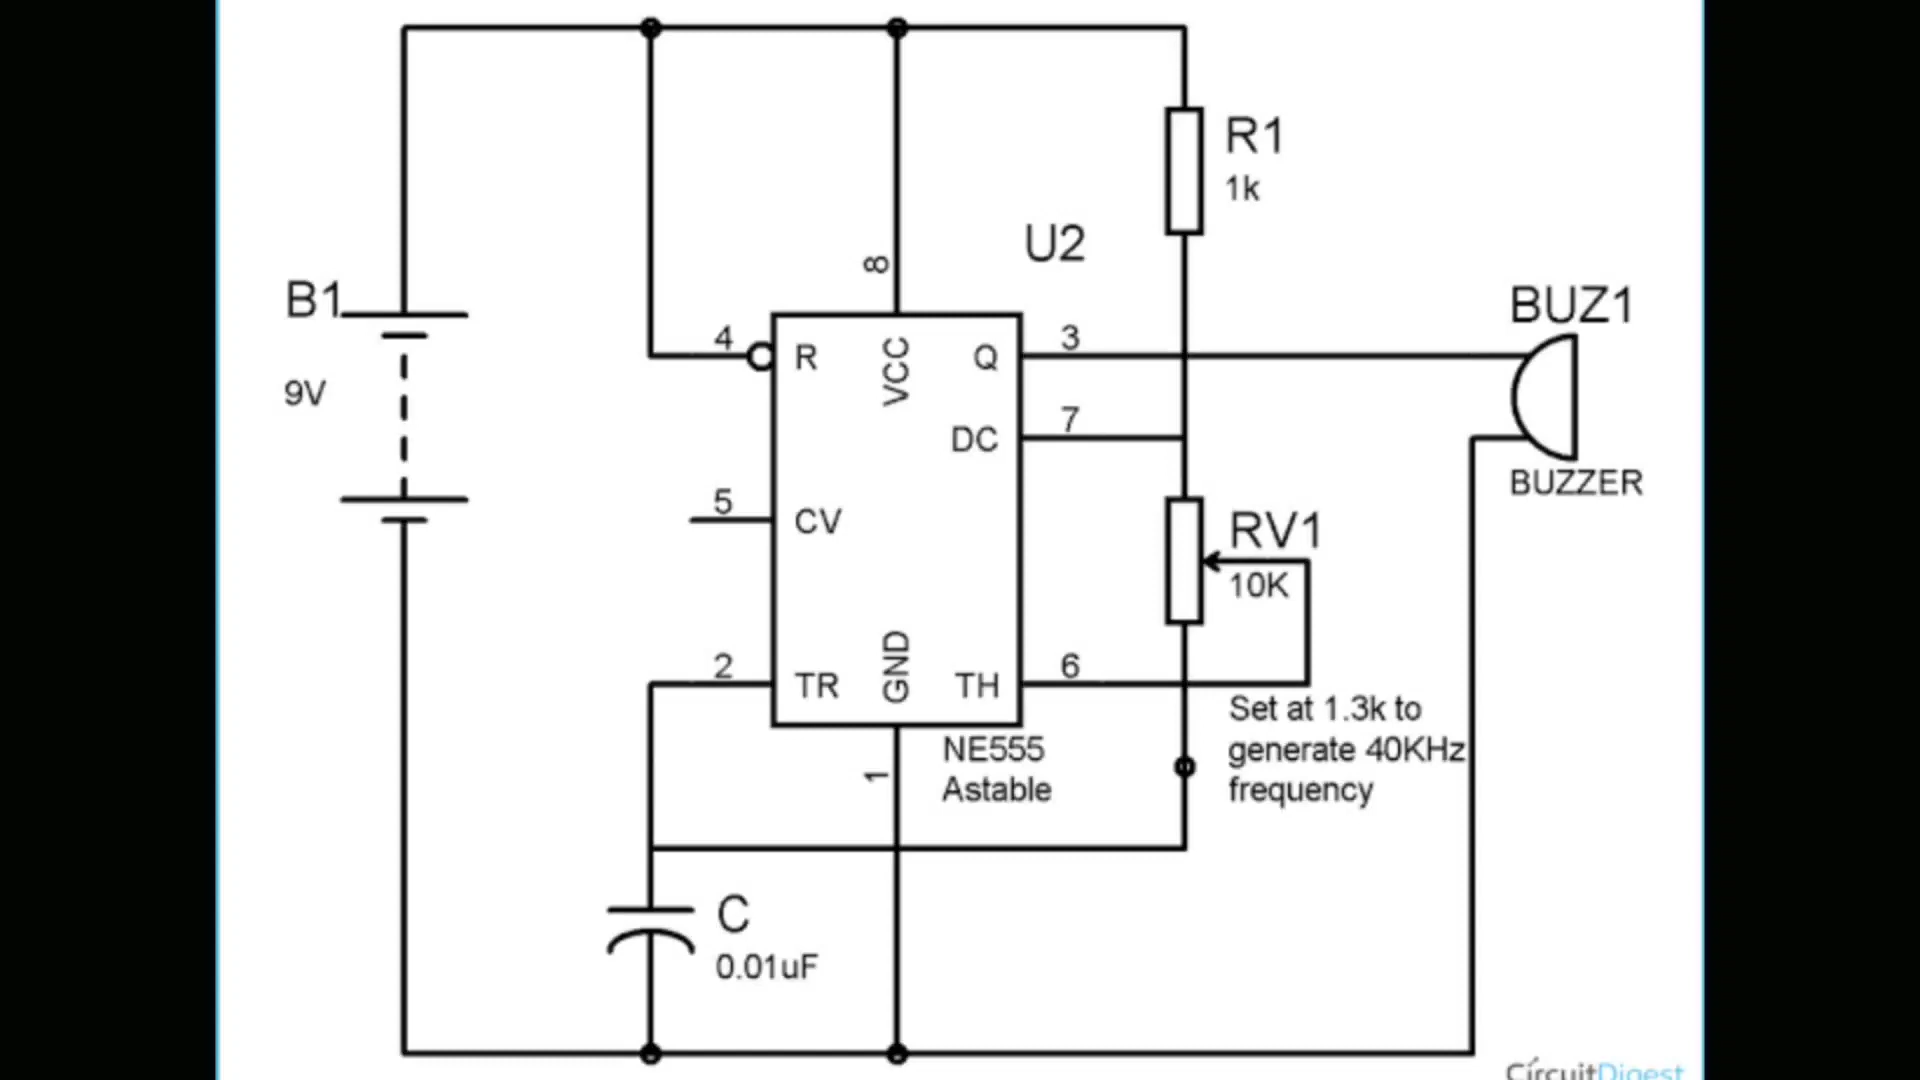 R1
1k
U2
8
B1
9V
BUZ1
BUZZER
4
R
VCC
Q
3
DC
7
5
CV
RV1
10K
2
TR
GND
TH
6
Set at 1.3k to
generate 40KHz
frequency
NE555
Astable
1
C
0.01uF
CircuitDigest